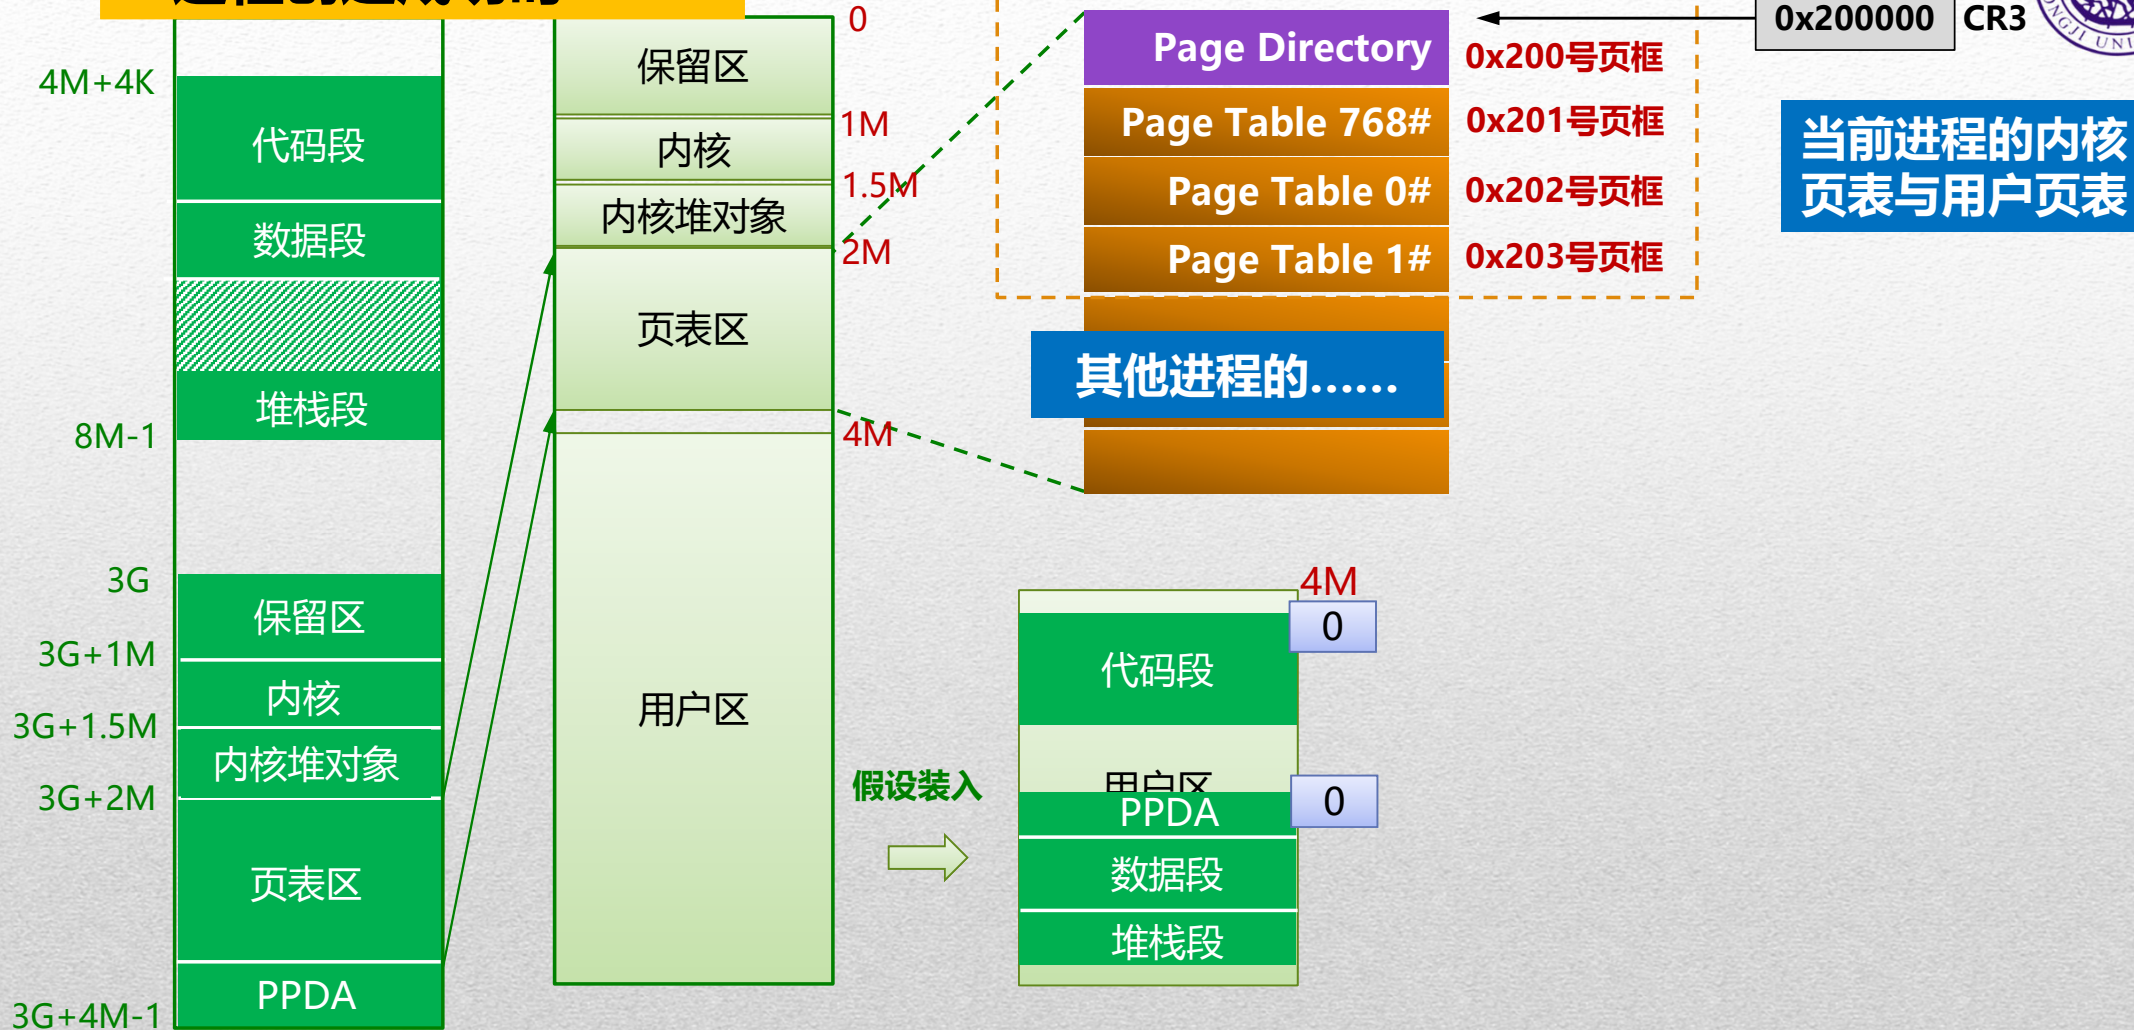 4M+4K
代码段
数据段
堆栈段
8M-1
3G
保留区
3G+1M
内核
3G+1.5M
内核堆对象
3G+2M
页表区
PPDA
3G+4M-1
0
保留区
1M
内核
1.5M
内核堆对象
2M
页表区
4M
用户区
Page Directory
0x200号页框
Page Table 768#
0x201号页框
Page Table 0#
0x202号页框
Page Table 1#
0x203号页框
其他进程的……
0x200000
CR3
当前进程的内核
页表与用户页表
假设装入
4M
0
代码段
用户区
PPDA
0
数据段
堆栈段